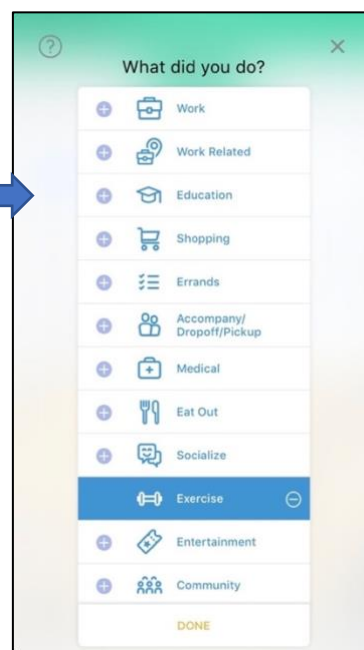 What did you do?
Work
Work Related
Education
Shopping
Errands
Accompany/
Dropoff/Pickup
Medical
Eat Out
Socialize
Exercise
Entertainment
Community
DONE